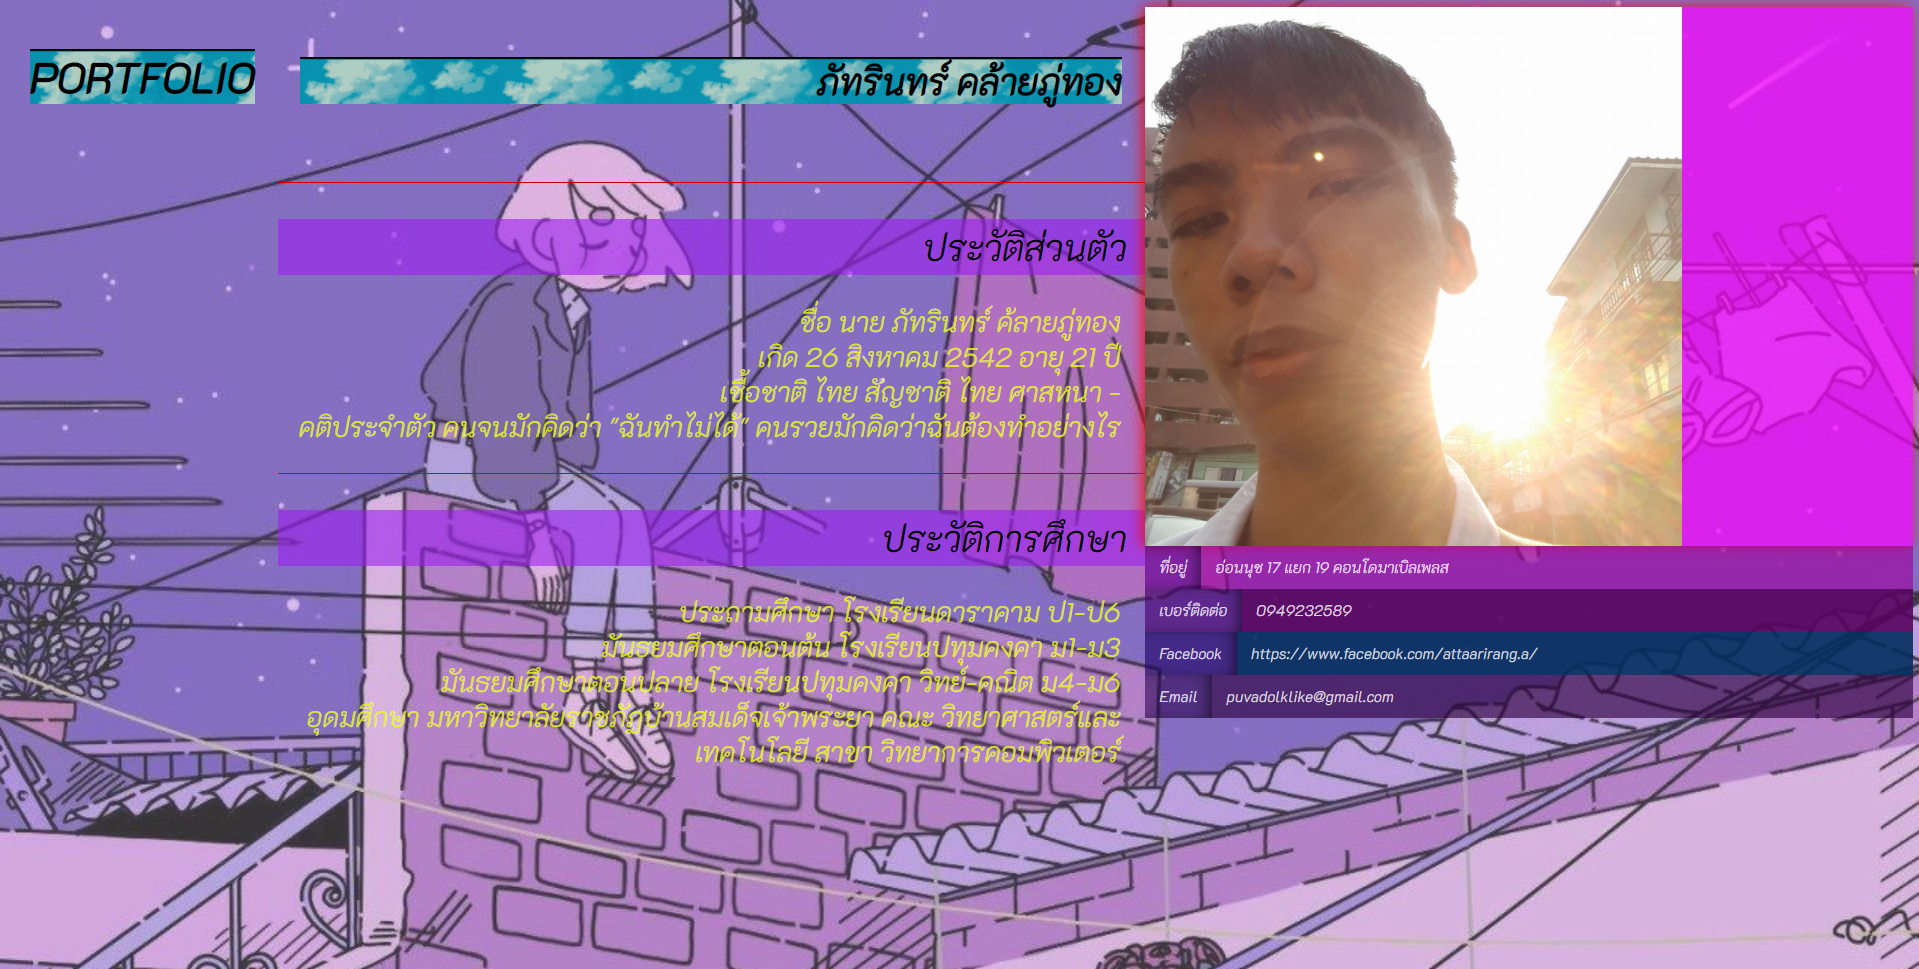 PORTFOLIO
ภัทรินทร์ คล้ายภู่ทอง
ประวัติส่วนตัว
ชื่อ นาย ภัทรินทร์ ค้ลายภู่ทอง
เกิด 26 สิงหาคม 2542 อายุ 21 ปี
เชื้อชาติ ไทย สัญชาติ ไทย ศาสหนา -
คติประจำตัว คนจนมักคิดว่า "ฉันทำไม่ได้" คนรวยมักคิดว่าฉันต้องทำอย่างไร
ประวัติการศึกษา
ประถามศึกษา โรงเรียนดาราคาม ป1-ป6
มันธยมศึกษาตอนต้น โรงเรียนปทุมคงคา ม1-ม3
มันธยมศึกษาตอนปลาย โรงเรียนปทุมคงคา วิทย์-คณิต ม4-ม6
อุดมศึกษา มหาวิทยาลัยราชภัฏบ้านสมเด็จเจ้าพระยา คณะ วิทยาศาสตร์และ
เทคโนโลยี สาขา วิทยาการคอมพิวเตอร์
ที่อยู่ อ่อนนุช 17 แยก 19 คอนโดมาเบิลเพลส
เบอร์ติดต่อ 0949232589
Facebook https://www.facebook.com/attaarirang.a/
Email puvadolklike@gmail.com